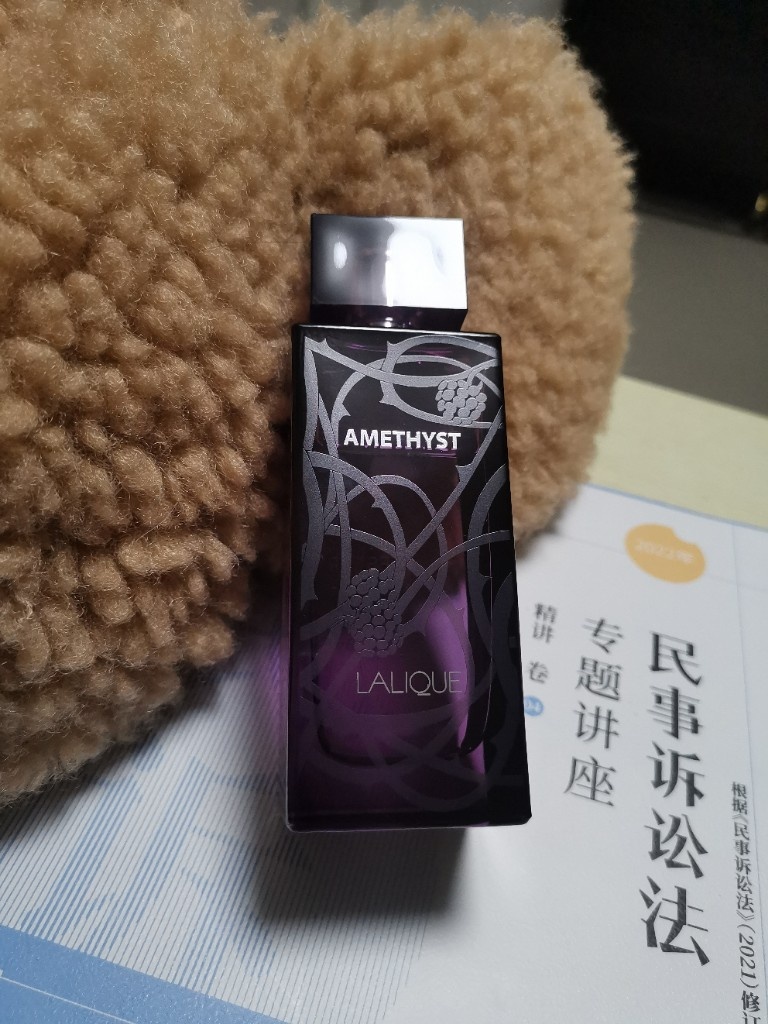 AMETHYST
LALIQUE
2022年
民事诉讼法
专题讲座
精讲
卷
04
根据《民事诉讼法》(2021)修订